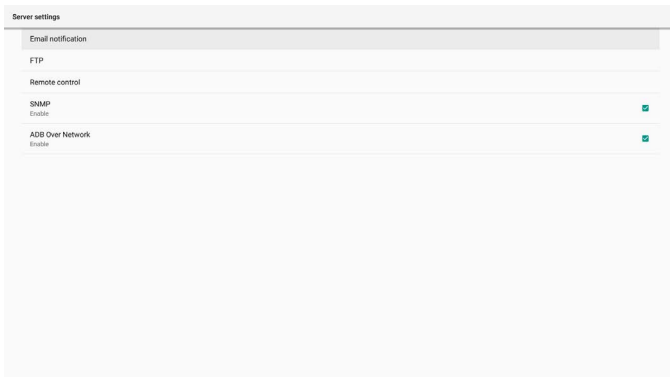 Server settings
Email notification
FTP
Remote control
SNMP
Enable
ADB Over Network
Enable